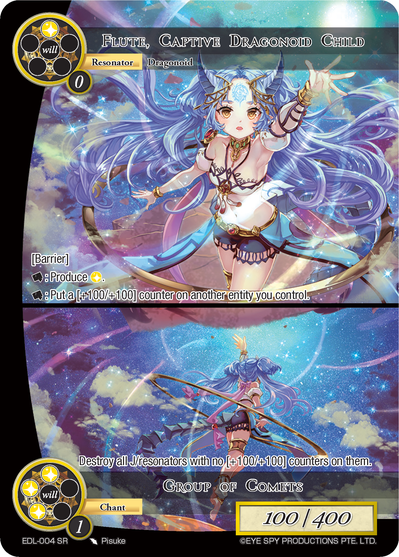 Flute, Captive Dragonoid Child
will
Resonator Dragonoid
0
[Barrier]
: Produce .
: Put a [+100/+100] counter on another entity you control.
Destroy all J/resonators with no [+100/+100] counters on them.
Group of Comets
will
Chant
1
100 / 400
EDL-004 SR Pisuke
©EYE SPY PRODUCTIONS PTE. LTD.